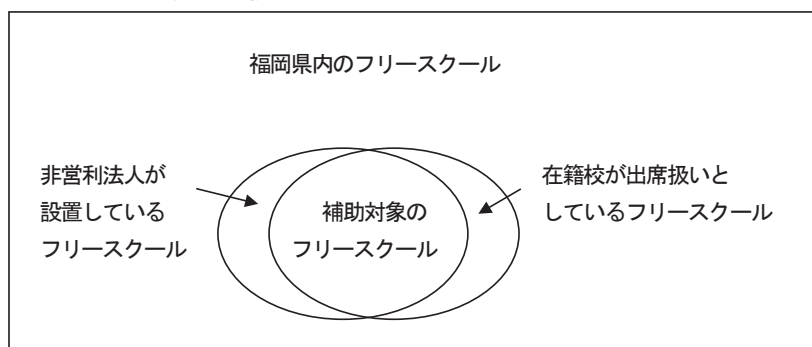 福岡県内のフリースクール
非営利法人が
設置している
フリースクール
補助対象の
フリースクール
在籍校が出席扱いと
しているフリースクール